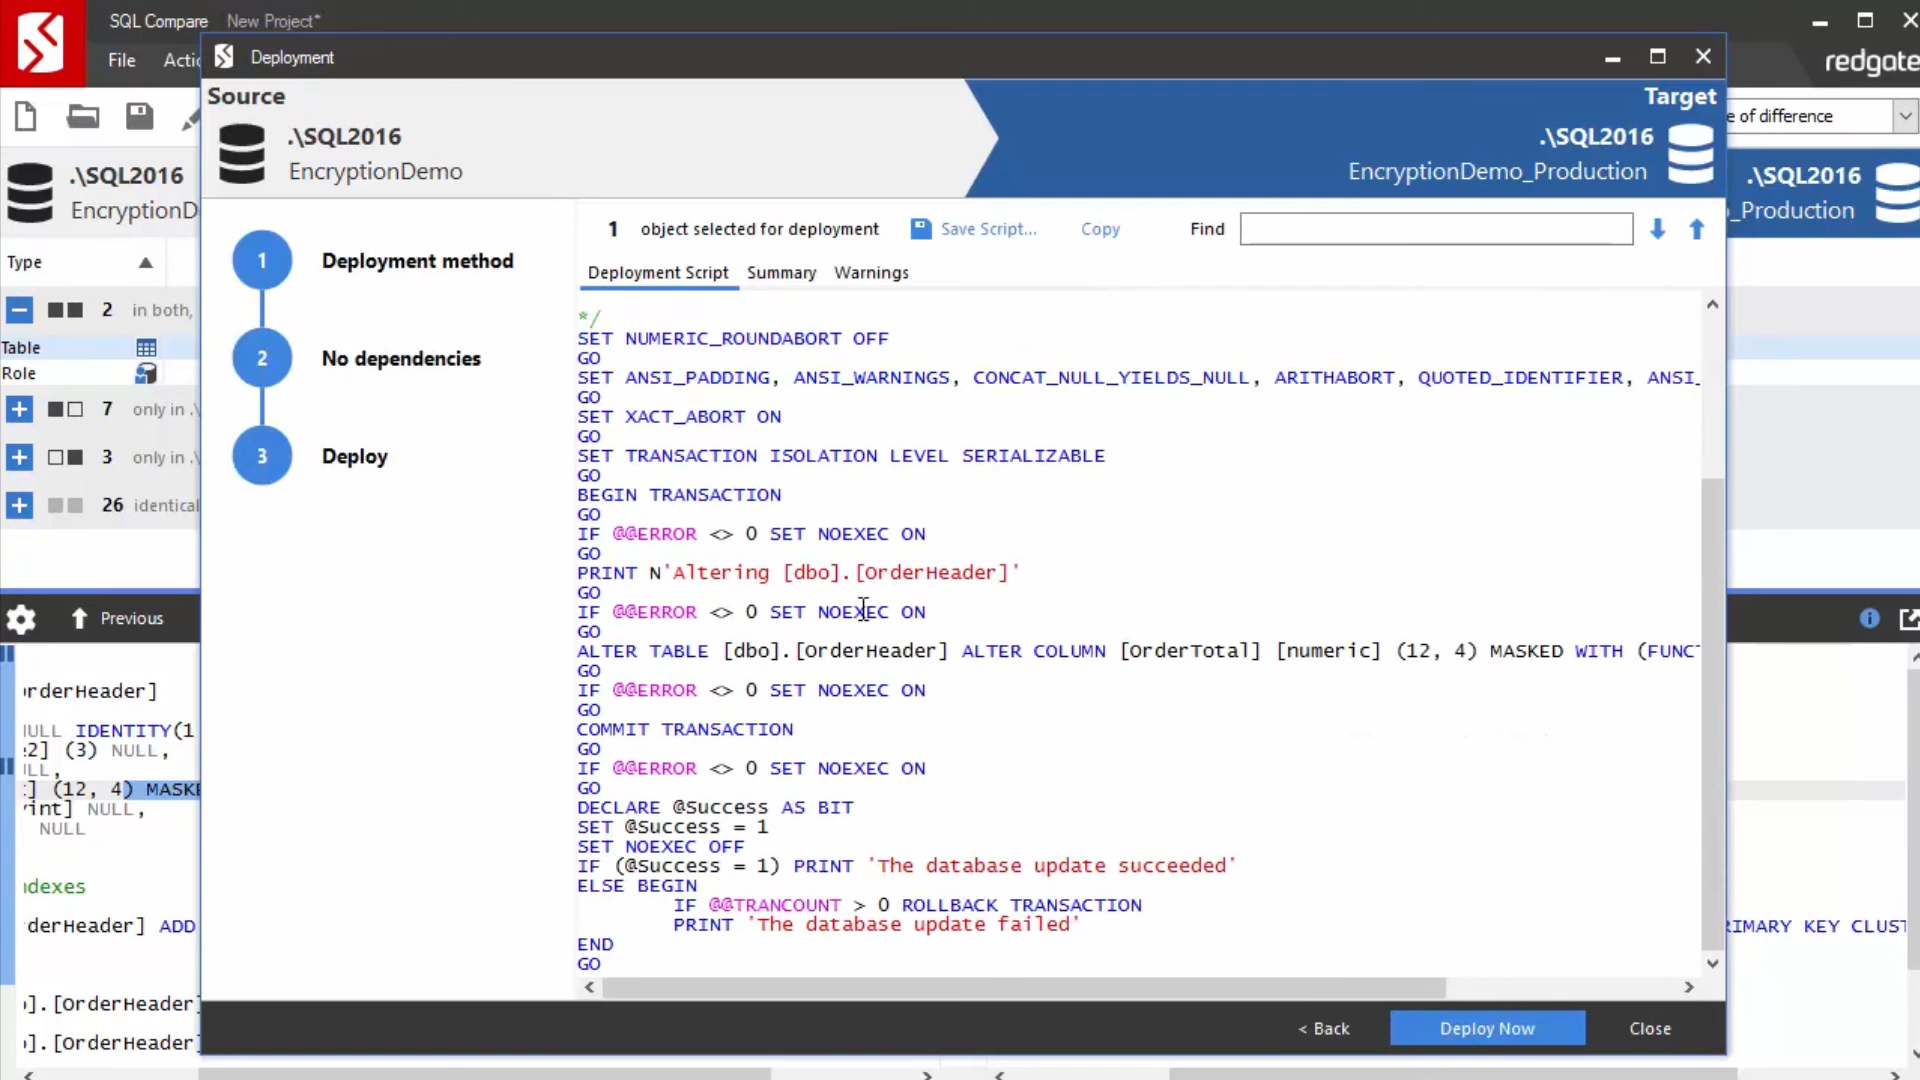 SQL Compare New Project*
File Actio
redgate
Deployment
Source
Target
.\SQL2016
EncryptionDemo
.\SQL2016
EncryptionDemo_Production
e of difference
.\SQL2016
EncryptionD
.\SQL2016
_Production
Type
2 in both,
Table
Role
7 only in .\
3 only in .\
26 identical
1 Deployment method
2 No dependencies
3 Deploy
1 object selected for deployment Save Script... Copy Find
Deployment Script Summary Warnings
*/
SET NUMERIC_ROUNDABORT OFF
GO
SET ANSI_PADDING, ANSI_WARNINGS, CONCAT_NULL_YIELDS_NULL, ARITHABORT, QUOTED_IDENTIFIER, ANSI_
GO
SET XACT_ABORT ON
GO
SET TRANSACTION ISOLATION LEVEL SERIALIZABLE
GO
BEGIN TRANSACTION
GO
IF @@ERROR <> 0 SET NOEXEC ON
GO
PRINT N'Altering [dbo].[OrderHeader]'
GO
IF @@ERROR <> 0 SET NOEXEC ON
GO
ALTER TABLE [dbo].[OrderHeader] ALTER COLUMN [OrderTotal] [numeric] (12, 4) MASKED WITH (FUNCT
GO
IF @@ERROR <> 0 SET NOEXEC ON
GO
COMMIT TRANSACTION
GO
IF @@ERROR <> 0 SET NOEXEC ON
GO
DECLARE @Success AS BIT
SET @Success = 1
SET NOEXEC OFF
IF (@Success = 1) PRINT 'The database update succeeded'
ELSE BEGIN
IF @@TRANCOUNT > 0 ROLLBACK TRANSACTION
PRINT 'The database update failed'
END
GO
< Back Deploy Now Close
Previous
rderHeader]
NULL IDENTITY(1
2] (3) NULL,
LL,
] (12, 4) MASKE
int] NULL,
NULL
ndexes
derHeader] ADD
RIMARY KEY CLUST
].[OrderHeader]
].[OrderHeader]